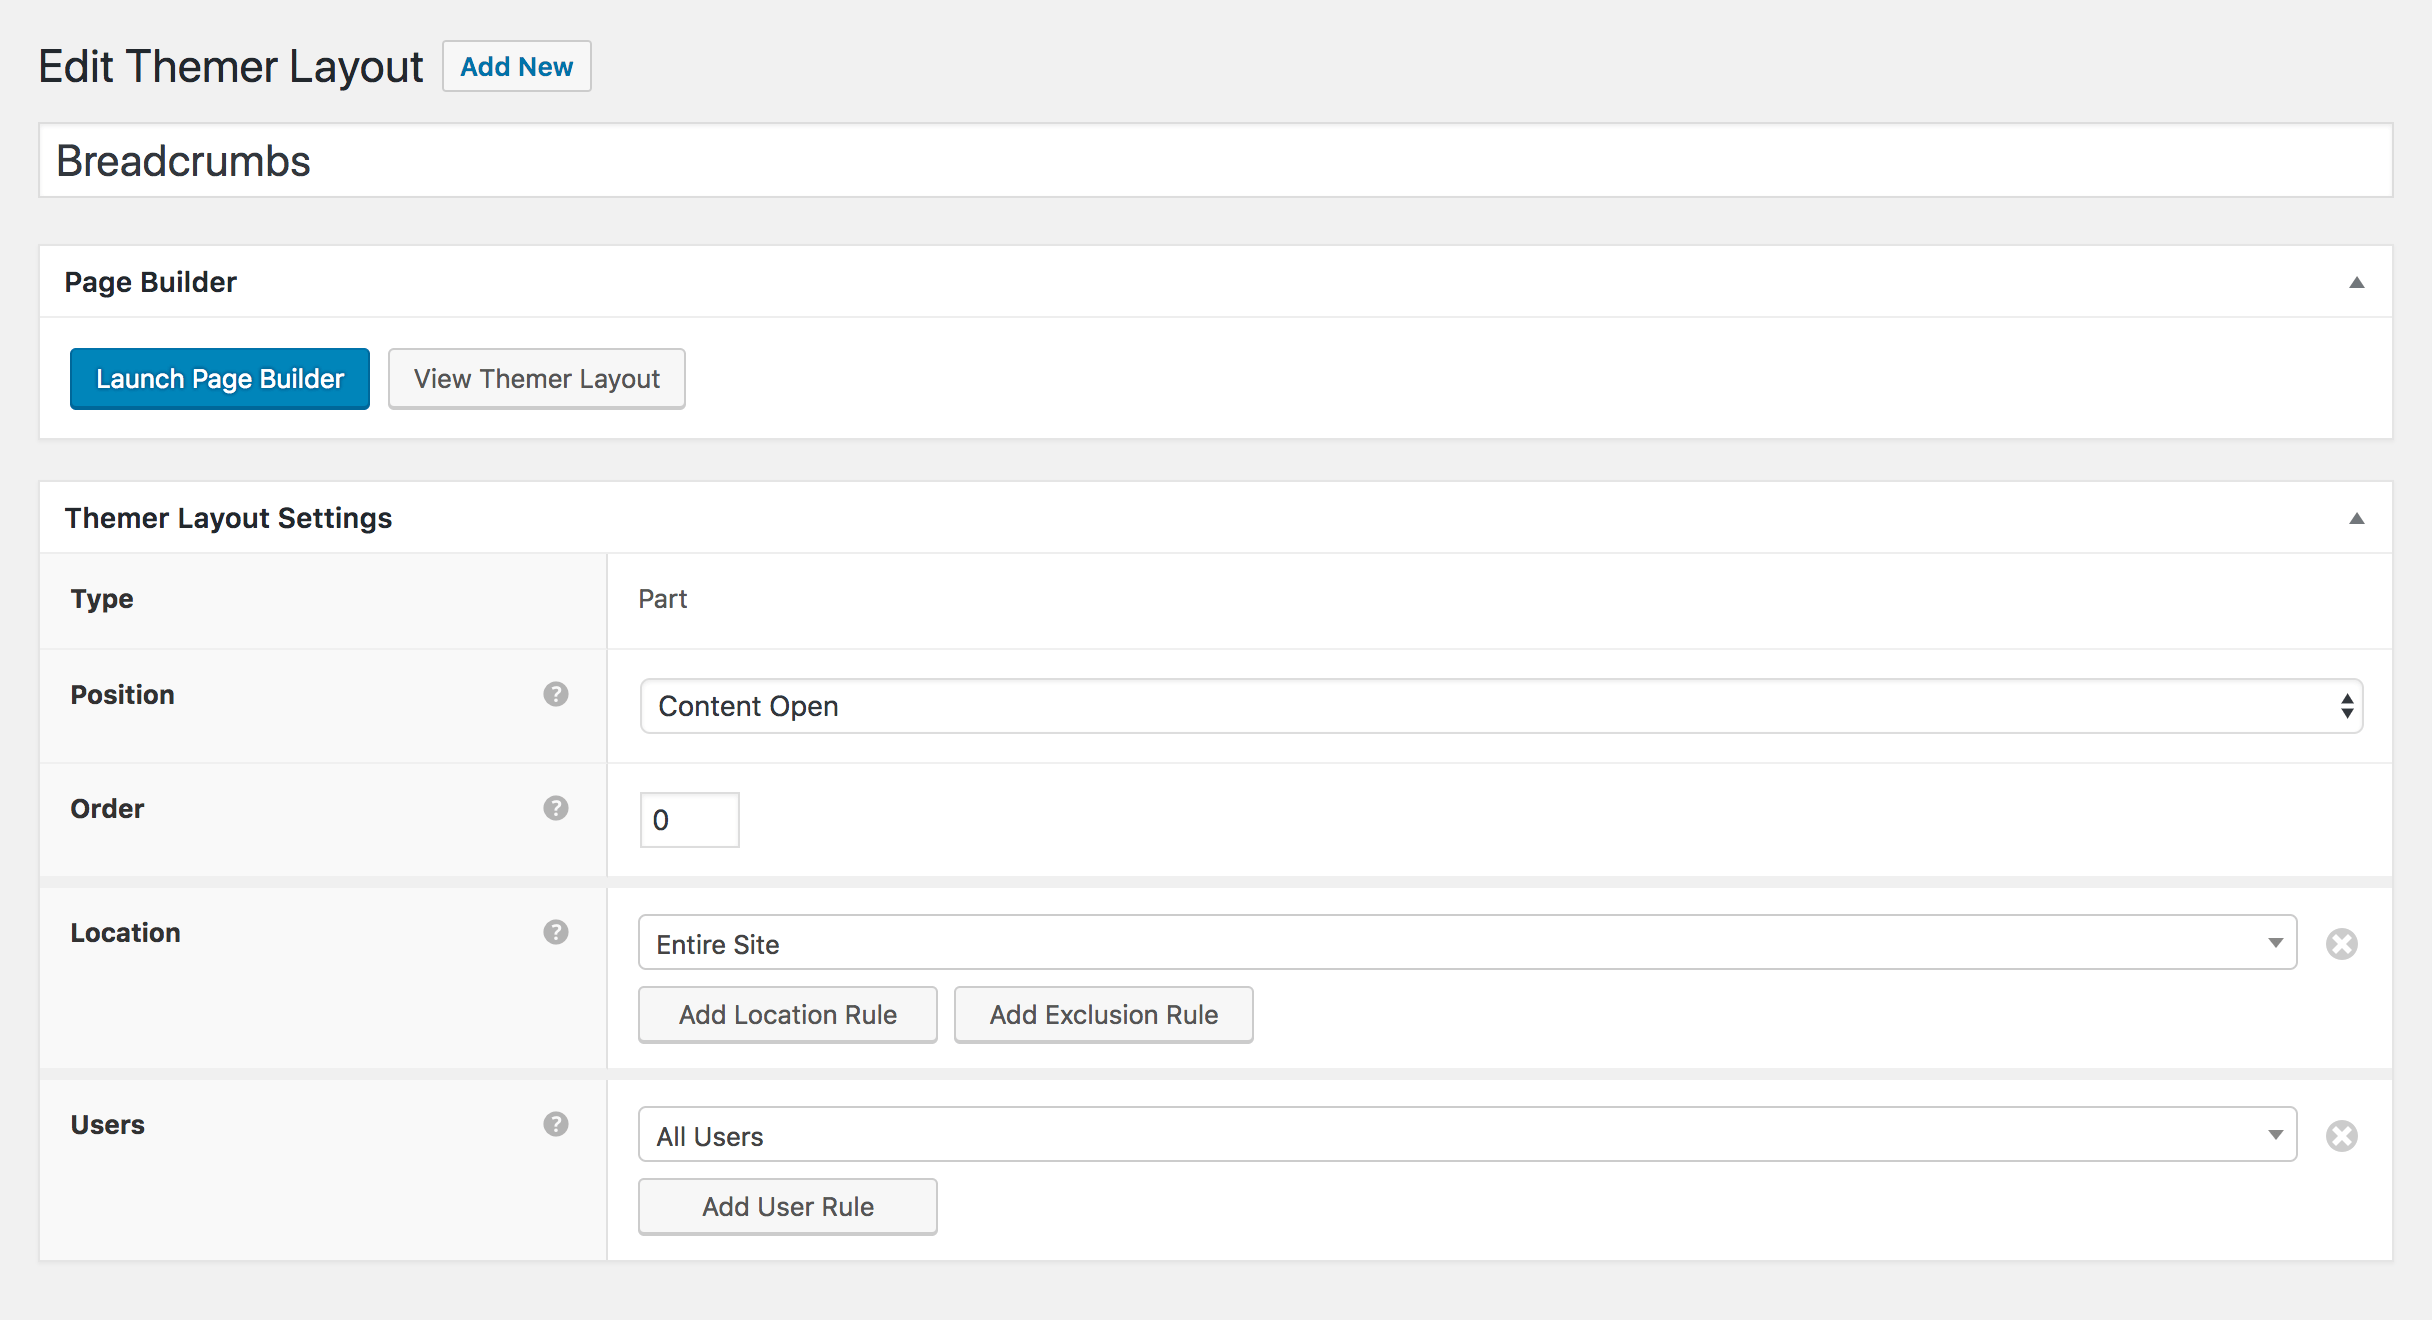 Edit Themer Layout Add New
Breadcrumbs
Page Builder
Launch Page Builder View Themer Layout
Themer Layout Settings
Type Part
Position ? Content Open
Order ? 0
Location ? Entire Site
Add Location Rule Add Exclusion Rule
Users ? All Users
Add User Rule